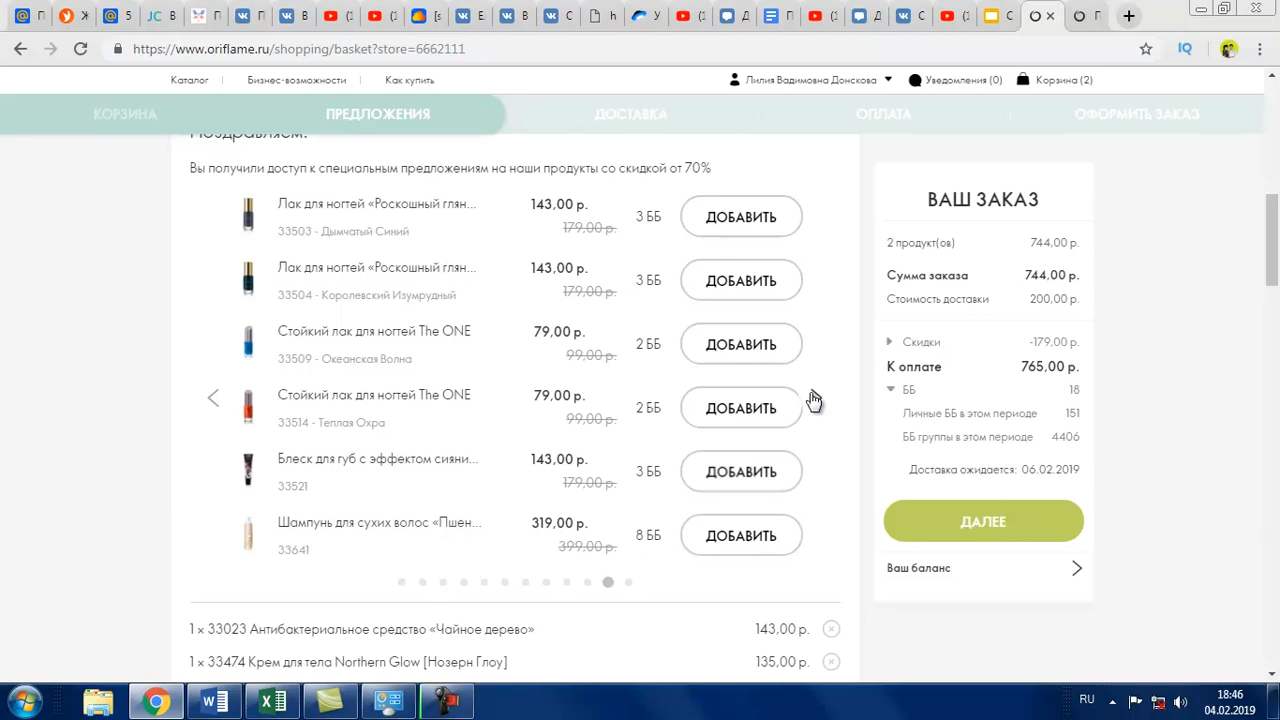 https://www.oriflame.ru/shopping/basket?store=6662111
Каталог Бизнес-возможности Как купить Лилия Вадимовна Донскова Уведомления (0) Корзина (2)
КОРЗИНА ПРЕДЛОЖЕНИЯ ДОСТАВКА ОПЛАТА ОФОРМИТЬ ЗАКАЗ
Поздравляем!
Вы получили доступ к специальным предложениям на наши продукты со скидкой от 70%
Лак для ногтей «Роскошный глян... 143,00 р. 3 ББ ДОБАВИТЬ
33503 - Дымчатый Синий 179,00 р.
Лак для ногтей «Роскошный глян... 143,00 р. 3 ББ ДОБАВИТЬ
33504 - Королевский Изумрудный 179,00 р.
Стойкий лак для ногтей The ONE 79,00 р. 2 ББ ДОБАВИТЬ
33509 - Океанская Волна 99,00 р.
Стойкий лак для ногтей The ONE 79,00 р. 2 ББ ДОБАВИТЬ
33514 - Теплая Охра 99,00 р.
Блеск для губ с эффектом сияни... 143,00 р. 3 ББ ДОБАВИТЬ
33521 179,00 р.
Шампунь для сухих волос «Пшен... 319,00 р. 8 ББ ДОБАВИТЬ
33641 399,00 р.
1 × 33023 Антибактериальное средство «Чайное дерево» 143,00 р.
1 × 33474 Крем для тела Northern Glow [Нозерн Глоу] 135,00 р.
ВАШ ЗАКАЗ
2 продукт(ов) 744,00 р.
Сумма заказа 744,00 р.
Стоимость доставки 200,00 р.
Скидки -179,00 р.
К оплате 765,00 р.
ББ 18
Личные ББ в этом периоде 151
ББ группы в этом периоде 4406
Доставка ожидается: 06.02.2019
ДАЛЕЕ
Ваш баланс
RU 18:46
04.02.2019